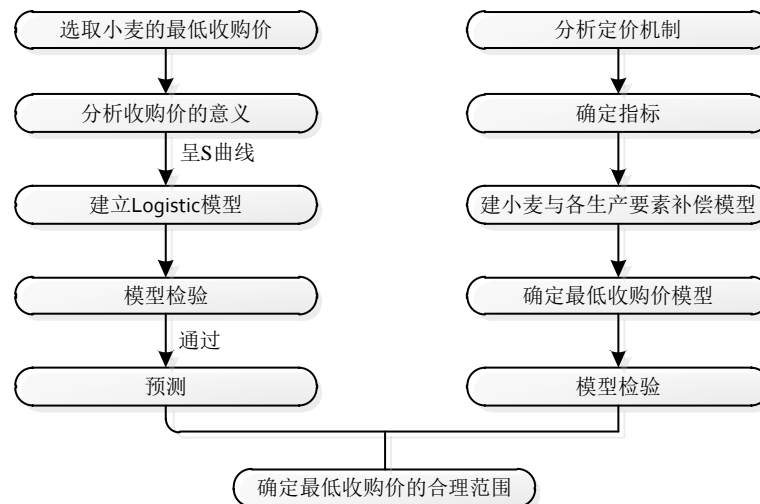 选取小麦的最低收购价
分析收购价的意义
呈S曲线
建立Logistic模型
模型检验
通过
预测
分析定价机制
确定指标
建小麦与各生产要素补偿模型
确定最低收购价模型
模型检验
确定最低收购价的合理范围